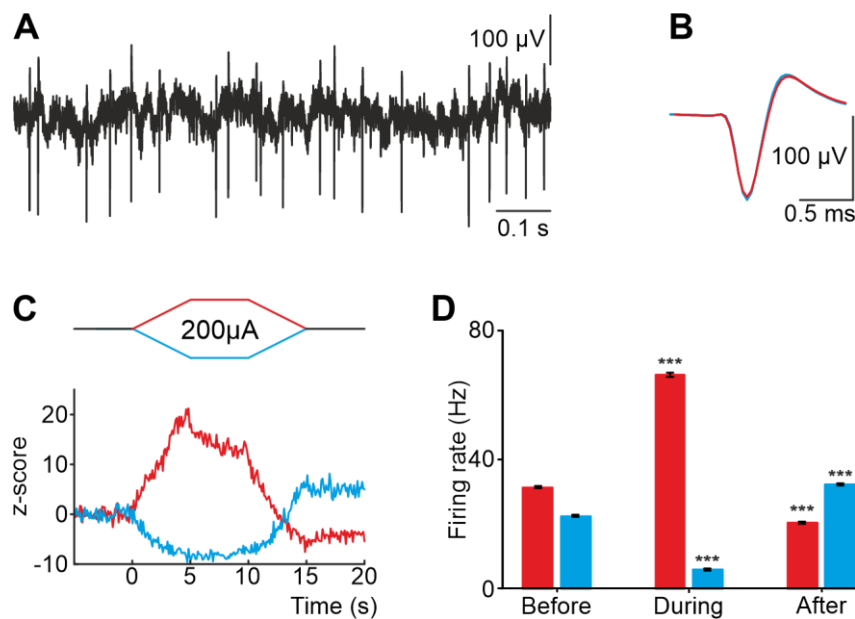 A
100 µV
0.1 s
B
100 µV
0.5 ms
C
200µA
z-score
20
10
0
-10
0
5
10
15
20
Time (s)
D
Firing rate (Hz)
80
40
0
***
***
***
***
Before
During
After